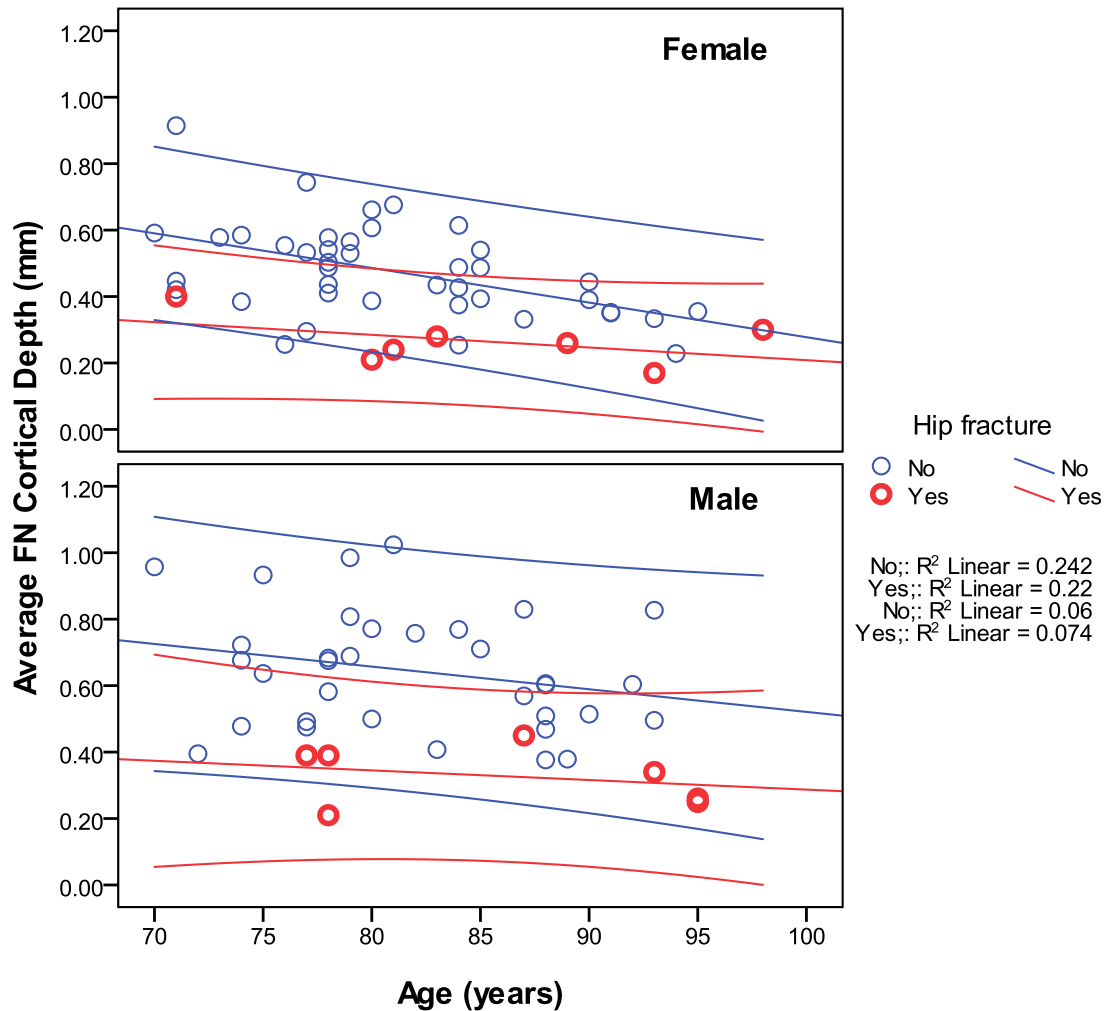 Average FN Cortical Depth (mm)
Female
1.20
1.00
0.80
0.60
0.40
0.20
0.00
Male
1.20
1.00
0.80
0.60
0.40
0.20
0.00
70 75 80 85 90 95 100
Age (years)
Hip fracture
No No
Yes Yes
No;: R² Linear = 0.242
Yes;: R² Linear = 0.22
No;: R² Linear = 0.06
Yes;: R² Linear = 0.074